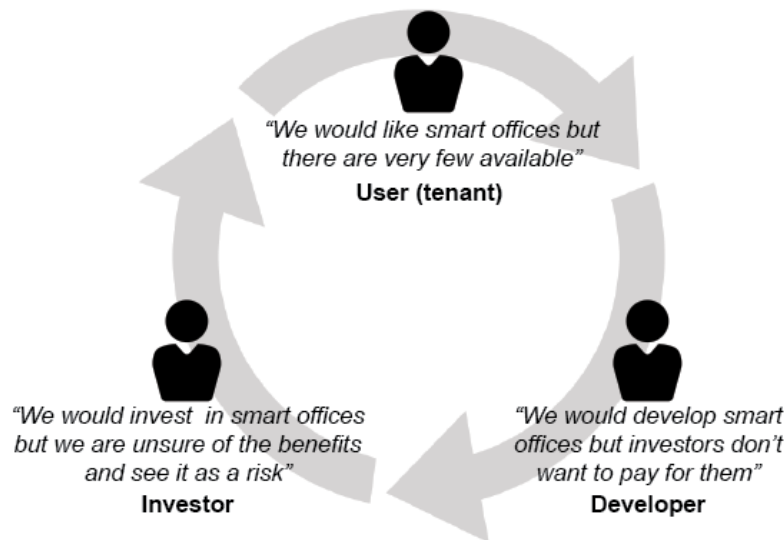 “We would like smart offices but
there are very few available”
User (tenant)
“We would invest in smart offices
but we are unsure of the benefits
and see it as a risk”
Investor
“We would develop smart
offices but investors don’t
want to pay for them”
Developer